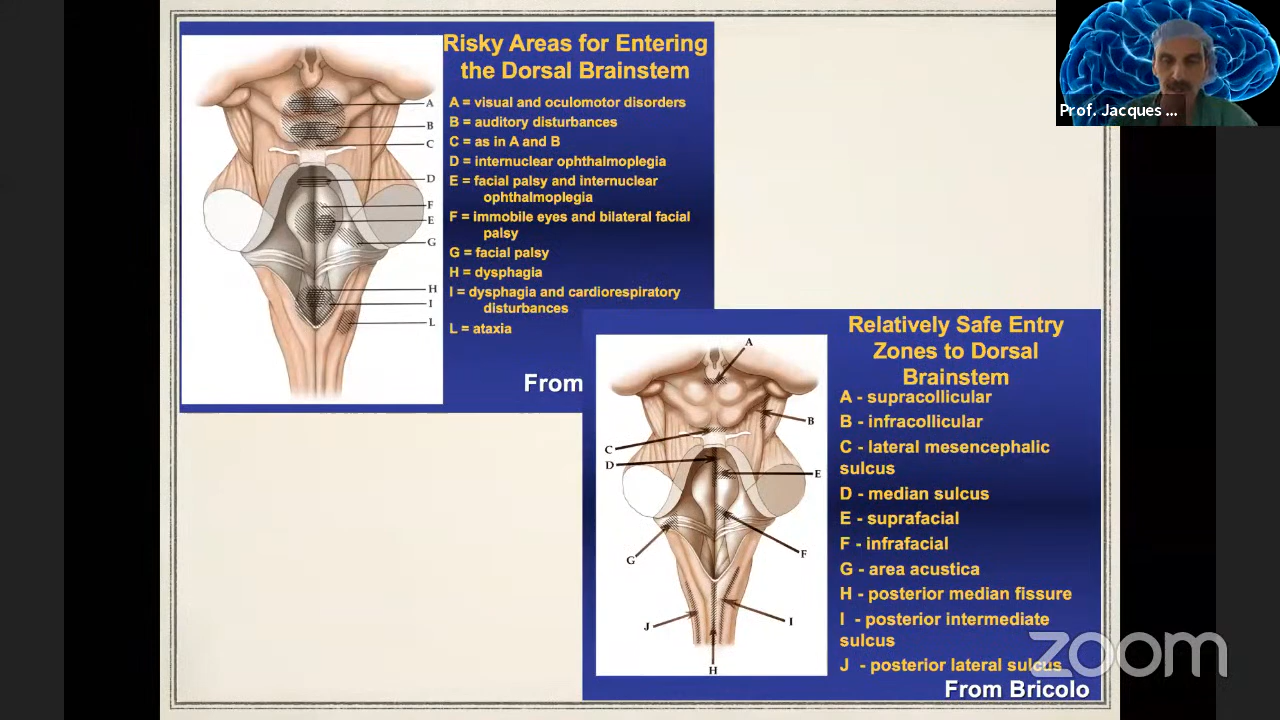 Risky Areas for Entering
the Dorsal Brainstem
A = visual and oculomotor disorders
B = auditory disturbances
C = as in A and B
D = internuclear ophthalmoplegia
E = facial palsy and internuclear
ophthalmoplegia
F = immobile eyes and bilateral facial
palsy
G = facial palsy
H = dysphagia
I = dysphagia and cardiorespiratory
disturbances
L = ataxia
From
A
B
C
D
F
E
G
H
I
L
Prof. Jacques ...
Relatively Safe Entry
Zones to Dorsal
Brainstem
A - supracollicular
B - infracollicular
C - lateral mesencephalic
sulcus
D - median sulcus
E - suprafacial
F - infrafacial
G - area acustica
H - posterior median fissure
I - posterior intermediate
sulcus
J - posterior lateral sulcus
From Bricolo
A
B
C
D
E
F
G
I
J
H
zoom